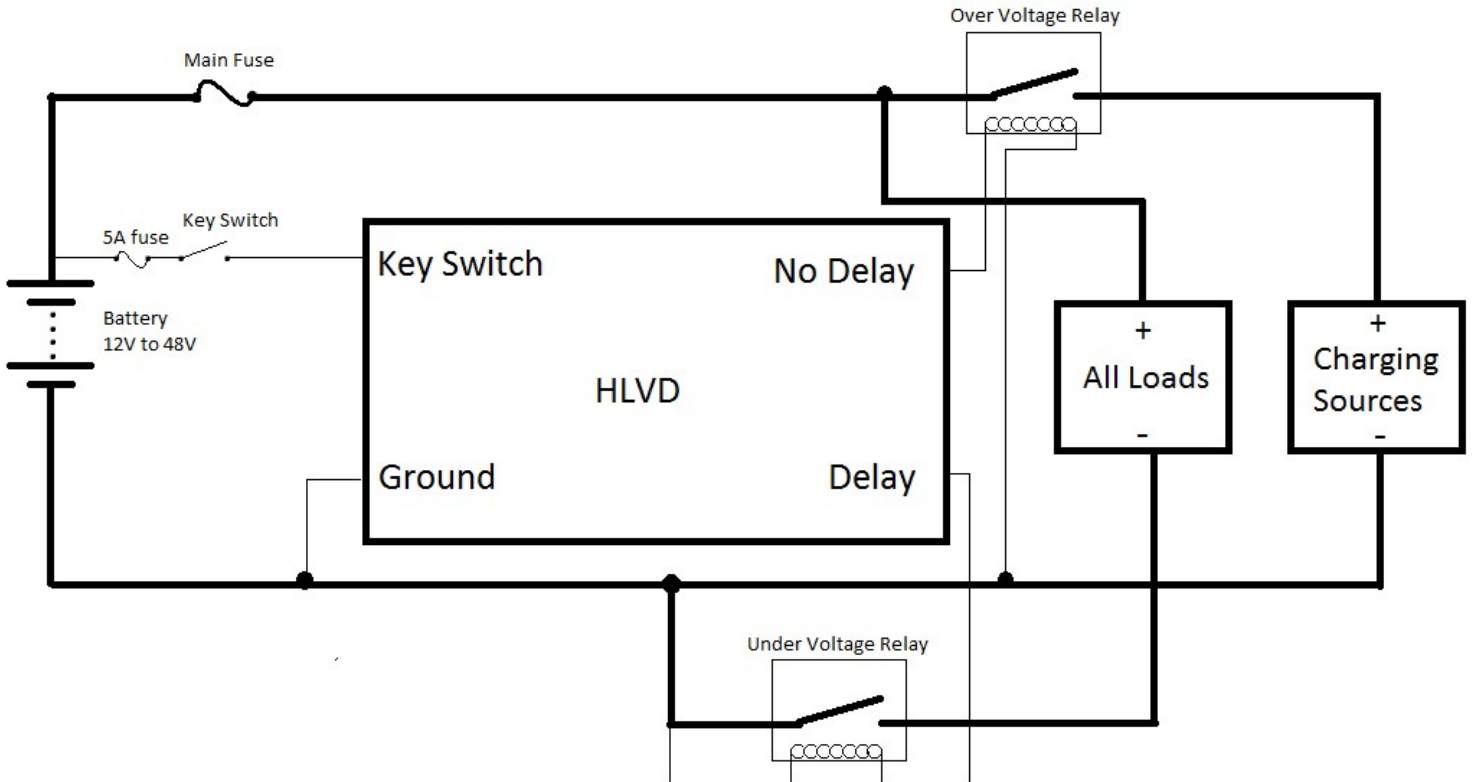 Over Voltage Relay
Main Fuse
Key Switch
5A fuse
Key Switch
No Delay
Battery
12V to 48V
+
All Loads
-
+
Charging
Sources
-
HLVD
Ground
Delay
Under Voltage Relay